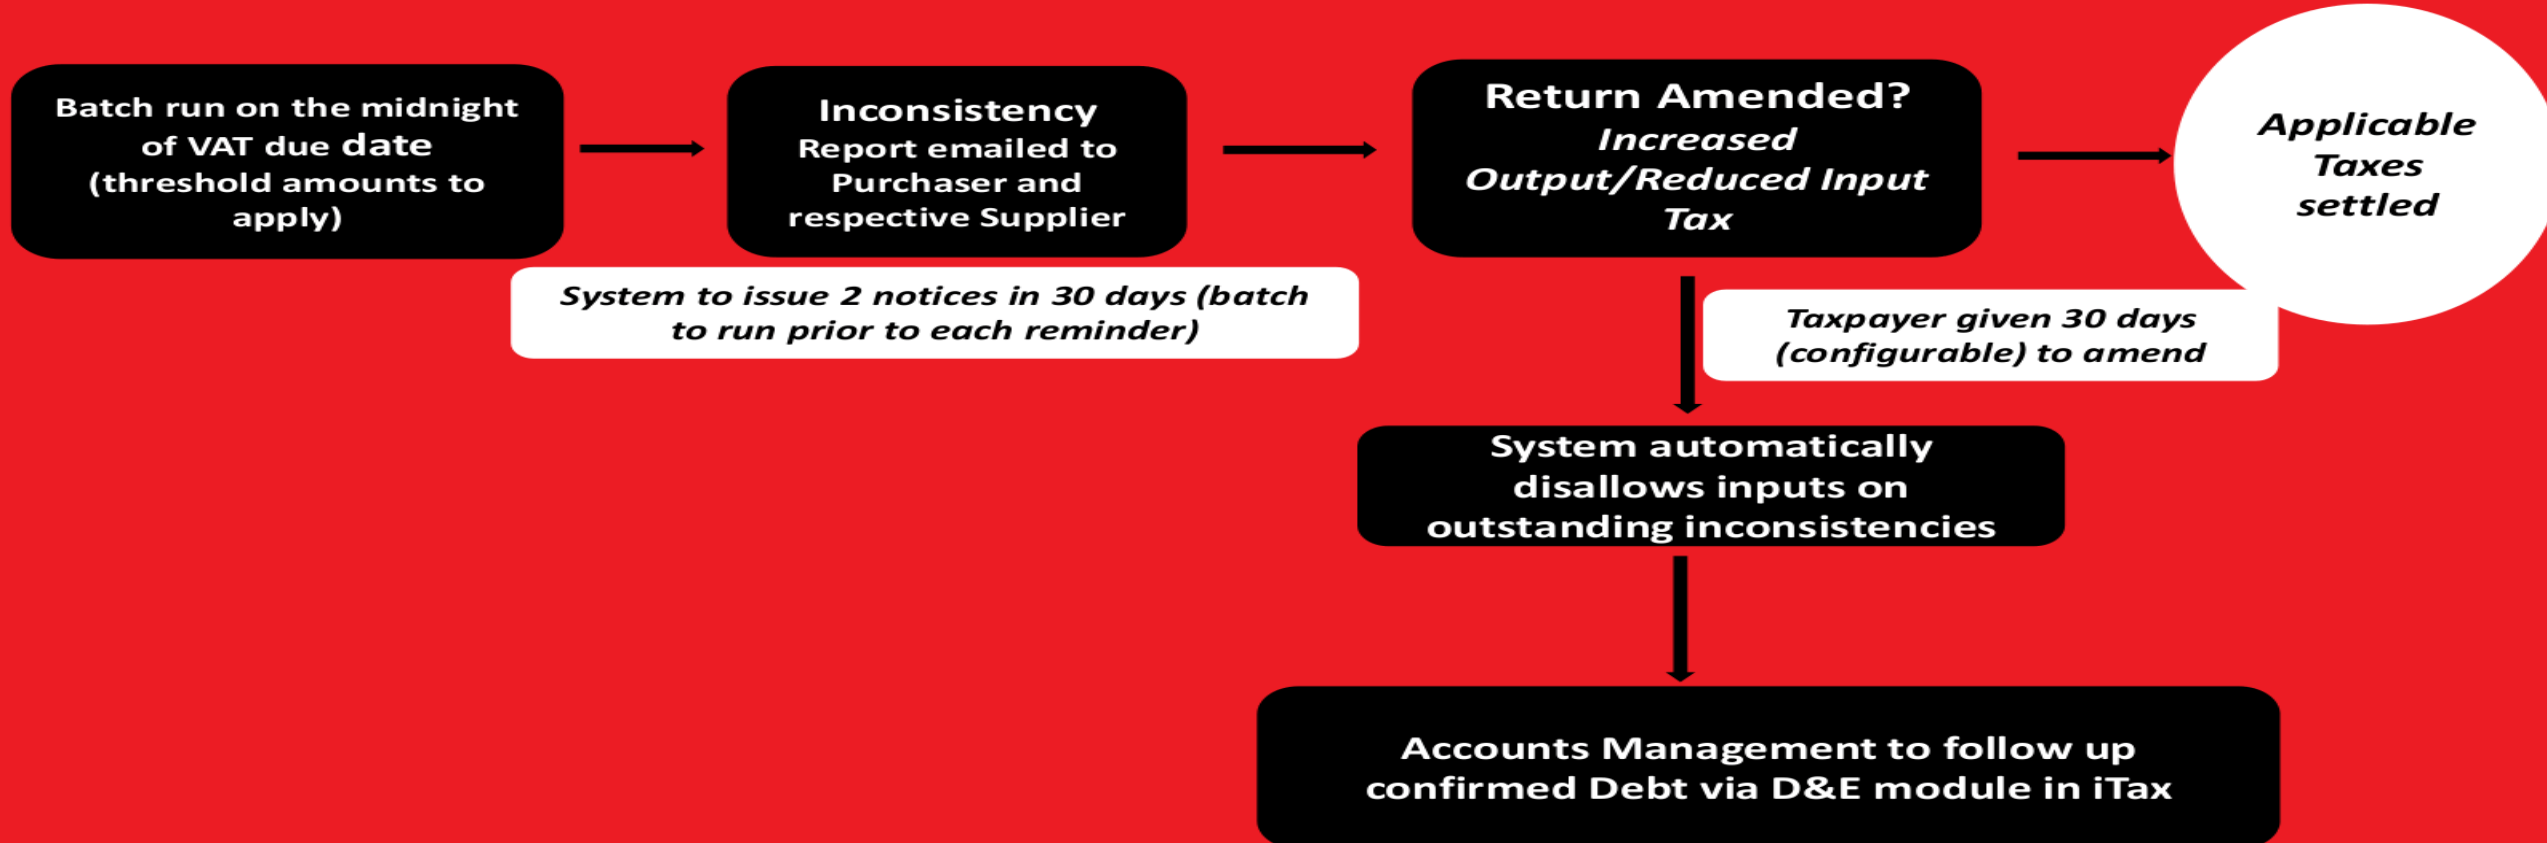 Batch run on the midnight
of VAT due date
(threshold amounts to
apply)
Inconsistency
Report emailed to
Purchaser and
respective Supplier
System to issue 2 notices in 30 days (batch
to run prior to each reminder)
Return Amended?
Increased
Output/Reduced Input
Tax
Applicable
Taxes
settled
Taxpayer given 30 days
(configurable) to amend
System automatically
disallows inputs on
outstanding inconsistencies
Accounts Management to follow up
confirmed Debt via D&E module in iTax